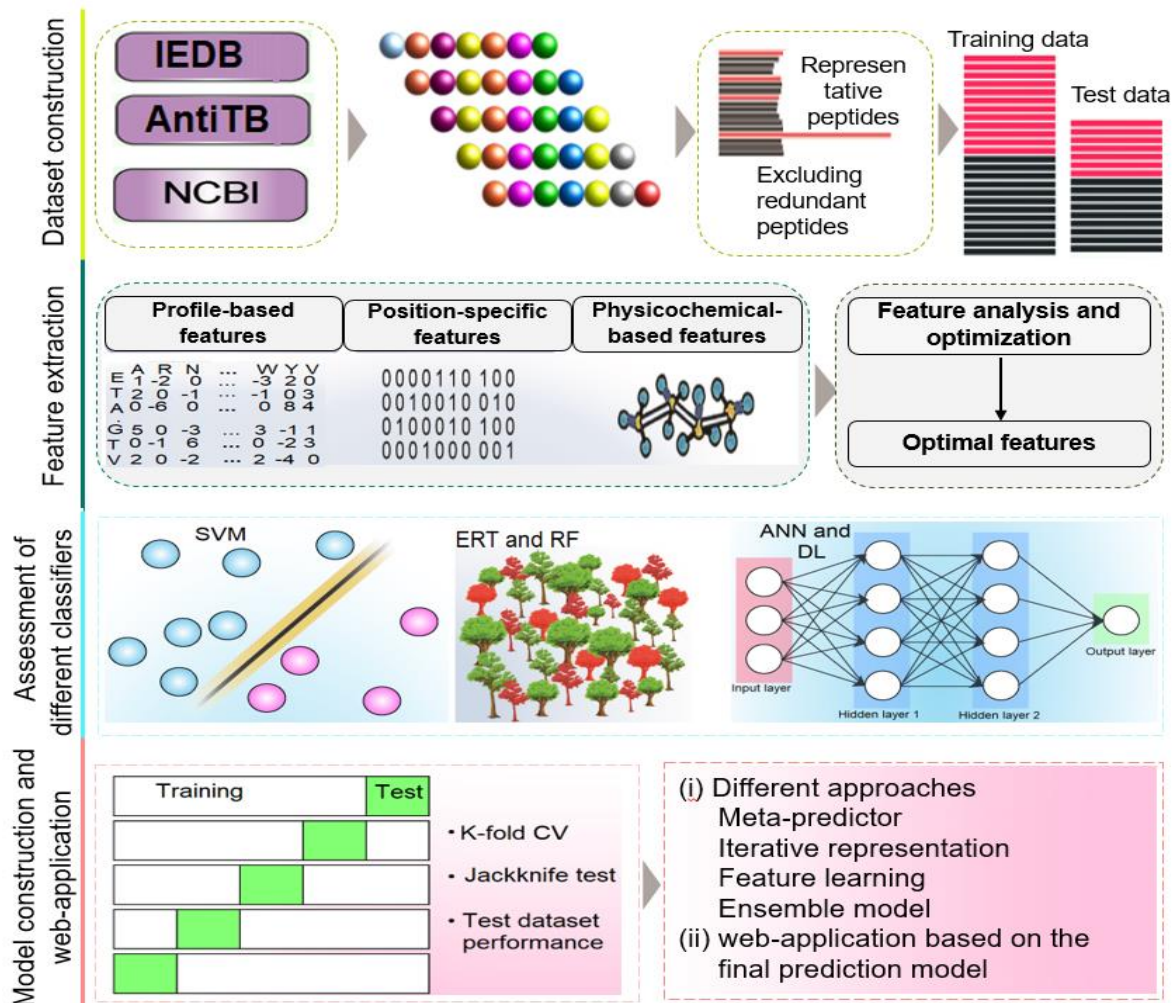 Dataset construction
IEDB
AntiTB
NCBI
Represen
tative
peptides
Excluding
redundant
peptides
Training data
Test data
Feature extraction
Profile-based
features
Position-specific
features
Physicochemical-
based features
A R N ... W Y V
E 1 -2 0 ... -3 2 0
T 2 0 -1 ... -1 0 3
A 0 -6 0 ... 0 8 4
G 5 0 -3 ... 3 -1 1
T 0 -1 6 ... 0 -2 3
V 2 0 -2 ... 2 -4 0
0000110 100
0010010 010
0100010 100
0001000 001
Feature analysis and
optimization
Optimal features
Assessment of
different classifiers
SVM
ERT and RF
ANN and
DL
Input layer
Hidden layer 1
Hidden layer 2
Output layer
Model construction and
web-application
Training
Test
• K-fold CV
• Jackknife test
• Test dataset
performance
(i) Different approaches
Meta-predictor
Iterative representation
Feature learning
Ensemble model
(ii) web-application based on the
final prediction model